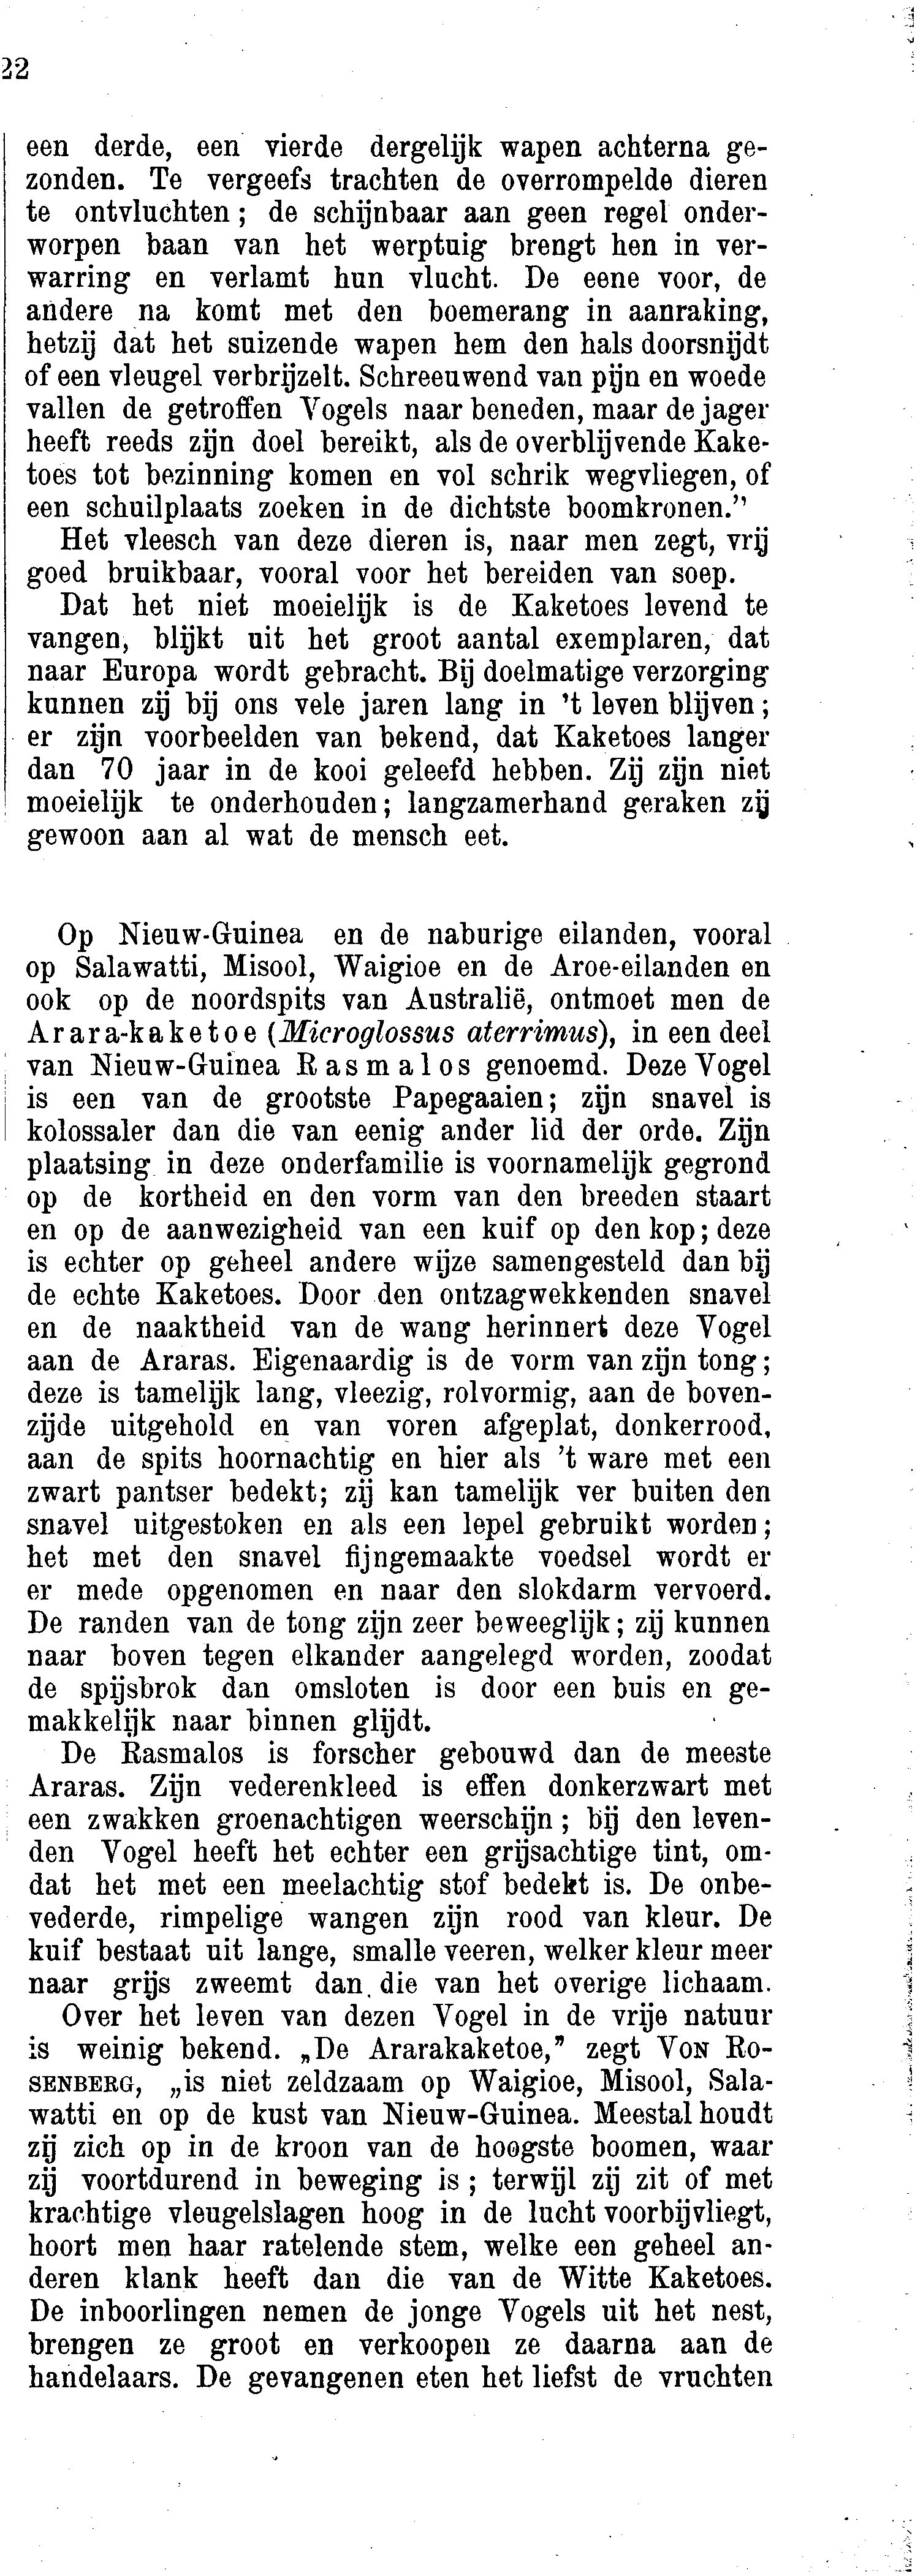 22
een derde, een vierde dergelijk wapen achterna ge-
zonden. Te vergeefs trachten de overrompelde dieren
te ontvluchten; de schijnbaar aan geen regel onder-
worpen baan van het werptuig brengt hen in ver-
warring en verlamt hun vlucht. De eene voor, de
andere na komt met den boemerang in aanraking,
hetzij dat het suizende wapen hem den hals doorsnijdt
of een vleugel verbrijzelt. Schreeuwend van pijn en woede
vallen de getroffen Vogels naar beneden, maar de jager
heeft reeds zijn doel bereikt, als de overblijvende Kake-
toes tot bezinning komen en vol schrik wegvliegen, of
een schuilplaats zoeken in de dichtste boomkronen."
Het vleesch van deze dieren is, naar men zegt, vrij
goed bruikbaar, vooral voor het bereiden van soep.
Dat het niet moeielijk is de Kaketoes levend te
vangen, blijkt uit het groot aantal exemplaren, dat
naar Europa wordt gebracht. Bij doelmatige verzorging
kunnen zij bij ons vele jaren lang in 't leven blijven;
er zijn voorbeelden van bekend, dat Kaketoes langer
dan 70 jaar in de kooi geleefd hebben. Zij zijn niet
moeielijk te onderhouden; langzamerhand geraken zij
gewoon aan al wat de mensch eet.
Op Nieuw-Guinea en de naburige eilanden, vooral
op Salawatti, Misool, Waigioe en de Aroe-eilanden en
ook op de noordspits van Australië, ontmoet men de
Arara-kaketoe (Microglossus aterrimus), in een deel
van Nieuw-Guinea Rasmalos genoemd. Deze Vogel
is een van de grootste Papegaaien; zijn snavel is
kolossaler dan die van eenig ander lid der orde. Zijn
plaatsing in deze onderfamilie is voornamelijk gegrond
op de kortheid en den vorm van den breeden staart
en op de aanwezigheid van een kuif op den kop; deze
is echter op geheel andere wijze samengesteld dan bij
de echte Kaketoes. Door den ontzagwekkenden snavel
en de naaktheid van de wang herinnert deze Vogel
aan de Araras. Eigenaardig is de vorm van zijn tong;
deze is tamelijk lang, vleezig, rolvormig, aan de boven-
zijde uitgehold en van voren afgeplat, donkerrood,
aan de spits hoornachtig en hier als 't ware met een
zwart pantser bedekt; zij kan tamelijk ver buiten den
snavel uitgestoken en als een lepel gebruikt worden;
het met den snavel fijngemaakte voedsel wordt er
er mede opgenomen en naar den slokdarm vervoerd.
De randen van de tong zijn zeer beweeglijk; zij kunnen
naar boven tegen elkander aangelegd worden, zoodat
de spijsbrok dan omsloten is door een buis en ge-
makkelijk naar binnen glijdt.
De Rasmalos is forscher gebouwd dan de meeste
Araras. Zijn vederenkleed is effen donkerzwart met
een zwakken groenachtigen weerschijn; bij den leven-
den Vogel heeft het echter een grijsachtige tint, om-
dat het met een meelachtig stof bedekt is. De onbe-
vederde, rimpelige wangen zijn rood van kleur. De
kuif bestaat uit lange, smalle veeren, welker kleur meer
naar grijs zweemt dan die van het overige lichaam.
Over het leven van dezen Vogel in de vrije natuur
is weinig bekend. „De Ararakaketoe," zegt VON RO-
SENBERG, „is niet zeldzaam op Waigioe, Misool, Sala-
watti en op de kust van Nieuw-Guinea. Meestal houdt
zij zich op in de kroon van de hoogste boomen, waar
zij voortdurend in beweging is; terwijl zij zit of met
krachtige vleugelslagen hoog in de lucht voorbijvliegt,
hoort men haar ratelende stem, welke een geheel an-
deren klank heeft dan die van de Witte Kaketoes.
De inboorlingen nemen de jonge Vogels uit het nest,
brengen ze groot en verkoopen ze daarna aan de
handelaars. De gevangenen eten het liefst de vruchten